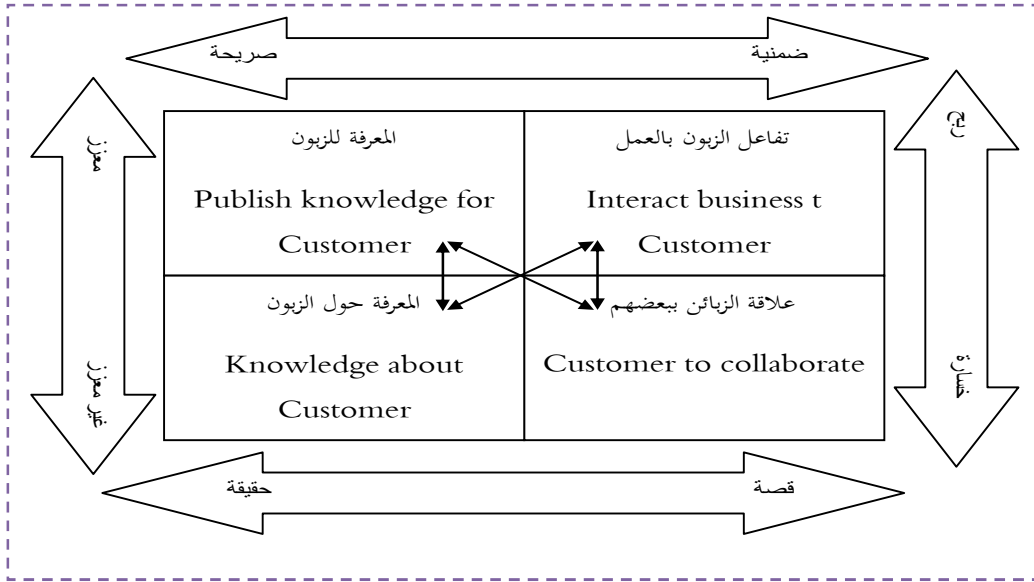 ضمنية
صريحة
ربح
معزز
تفاعل الزبون بالعمل
Interact business t
Customer
المعرفة للزبون
Publish knowledge for
Customer
علاقة الزبائن ببعضهم
Customer to collaborate
المعرفة حول الزبون
Knowledge about
Customer
خسارة
غير معزز
قصة
حقيقة